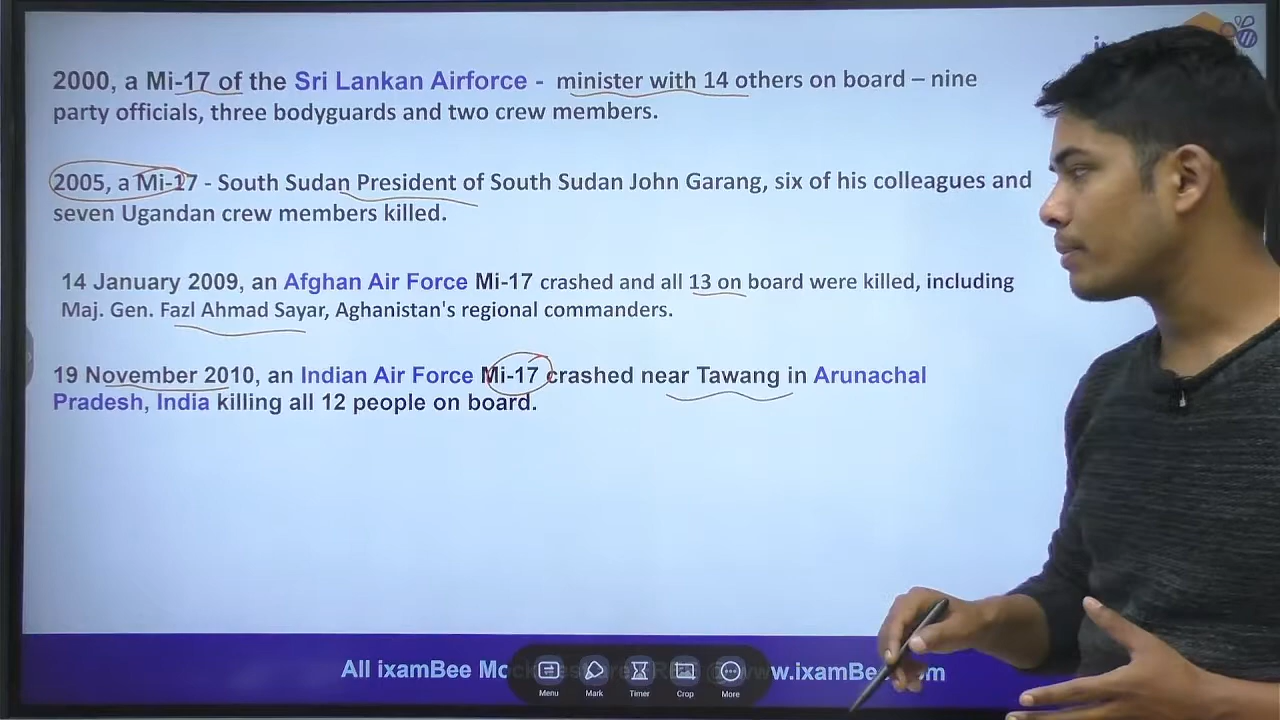 2000, a Mi-17 of the Sri Lankan Airforce - minister with 14 others on board – nine
party officials, three bodyguards and two crew members.
2005, a Mi-17 - South Sudan President of South Sudan John Garang, six of his colleagues and
seven Ugandan crew members killed.
14 January 2009, an Afghan Air Force Mi-17 crashed and all 13 on board were killed, including
Maj. Gen. Fazl Ahmad Sayar, Aghanistan's regional commanders.
19 November 2010, an Indian Air Force Mi-17 crashed near Tawang in Arunachal
Pradesh, India killing all 12 people on board.
All ixamBee
Menu Mark Timer Crop More